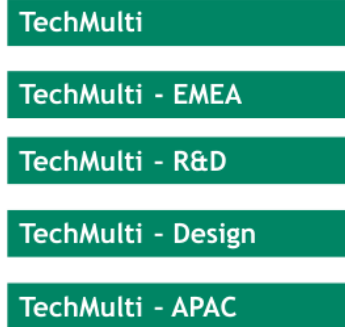 TechMulti
TechMulti - EMEA
TechMulti – R&D
TechMulti – Design
TechMulti – APAC